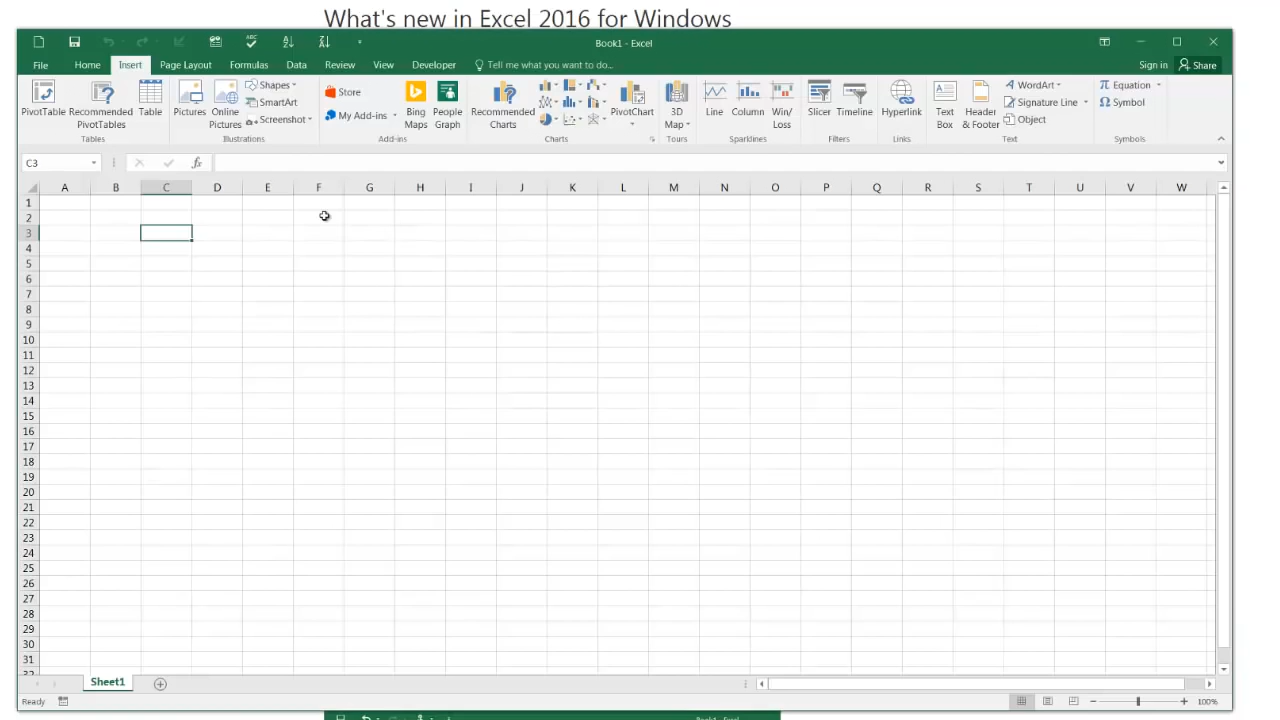 What's new in Excel 2016 for Windows
Book1 - Excel
File Home Insert Page Layout Formulas Data Review View Developer Tell me what you want to do... Sign in Share
PivotTable Recommended PivotTables Table
Tables
Pictures Online Pictures Shapes SmartArt Screenshot
Illustrations
Store My Add-ins Bing Maps People Graph
Add-ins
Recommended Charts PivotChart
Charts
3D Map
Tours
Line Column Win/Loss
Sparklines
Slicer Timeline
Filters
Hyperlink
Links
Text Box Header & Footer WordArt Signature Line Object
Text
π Equation Ω Symbol
Symbols
C3 fx
A B C D E F G H I J K L M N O P Q R S T U V W
1
2
3
4
5
6
7
8
9
10
11
12
13
14
15
16
17
18
19
20
21
22
23
24
25
26
27
28
29
30
31
Sheet1
Ready 100%